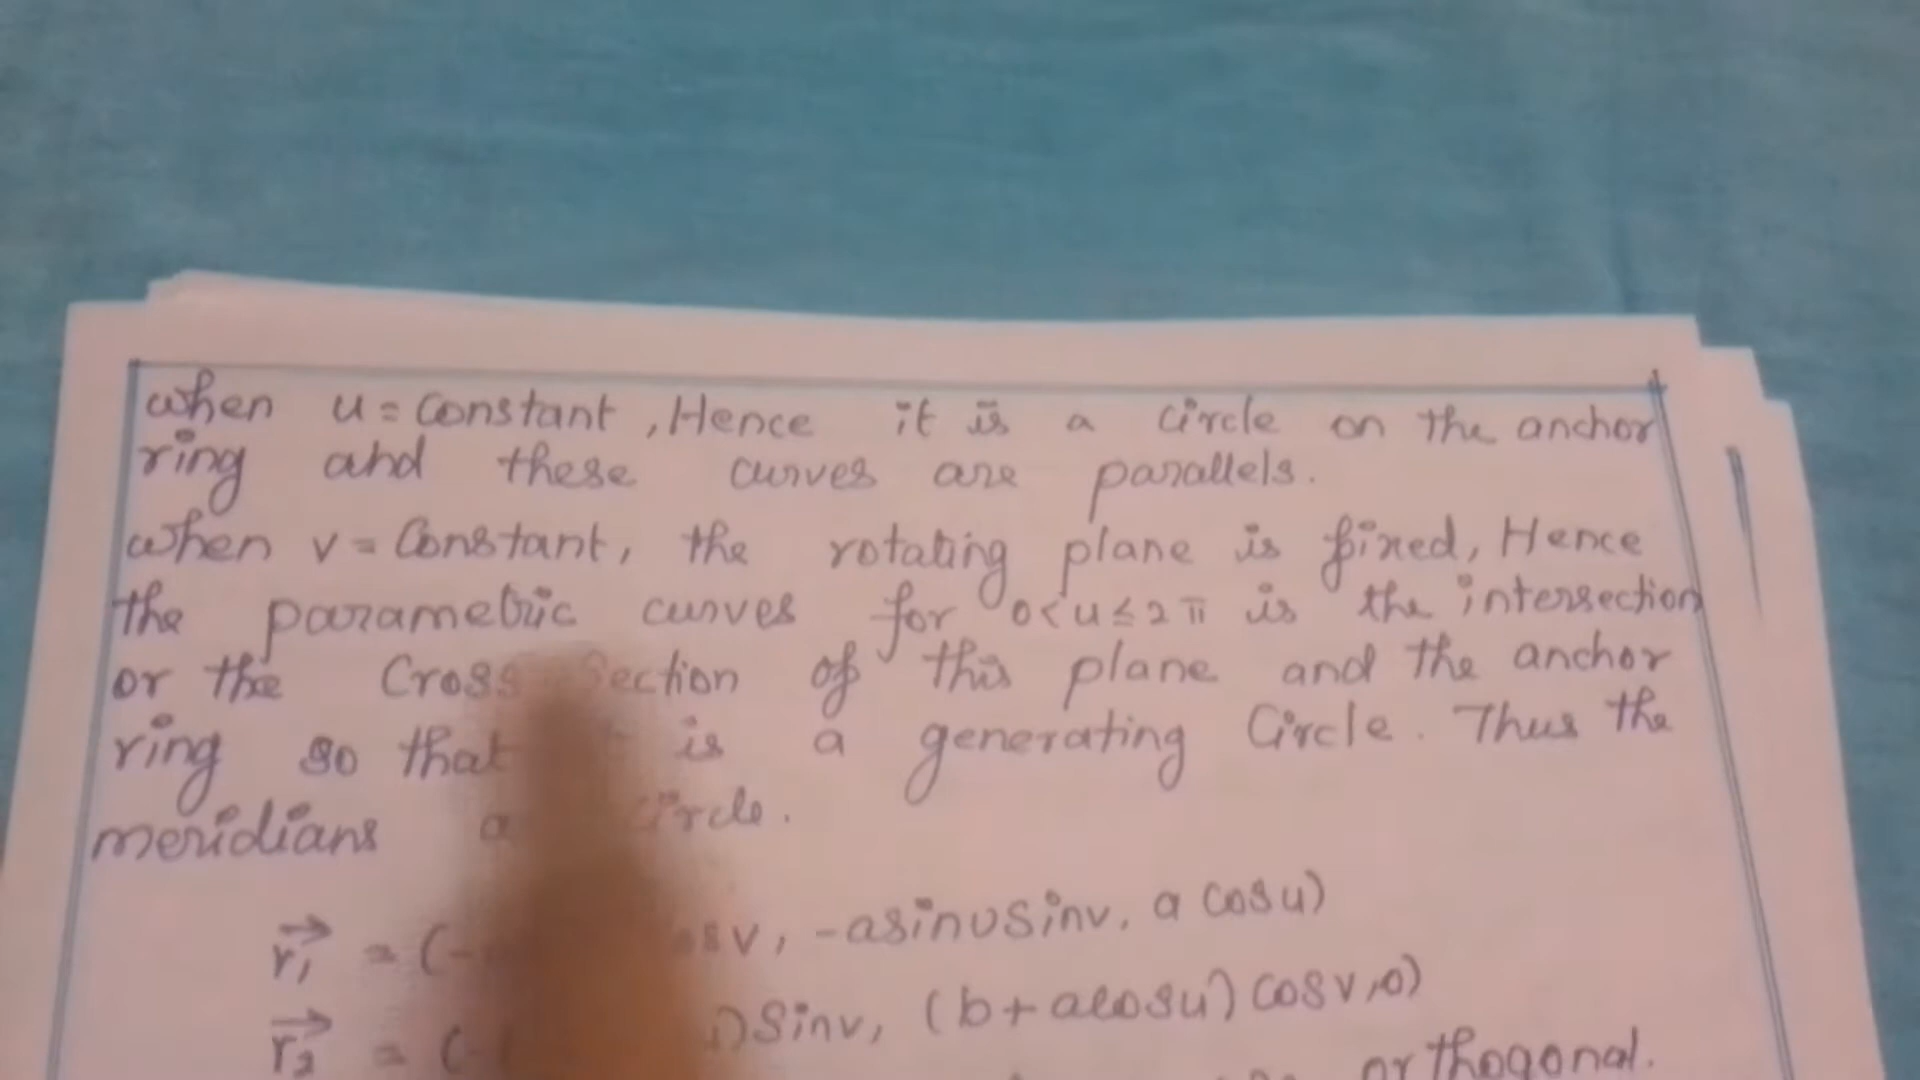 when u = constant, Hence it is a circle on the anchor
ring and these curves are parallels.
when v = Constant, the rotating plane is fixed, Hence
the parametric curves for 0<u≤2π is the intersection
or the Cross Section of this plane and the anchor
ring so that is a generating Circle. Thus the
meridians circle.
r₁ = (- v, -asinusinv, a cosu)
r₂ = (-( )sinv, (b+acosu) cosv,0)
orthogonal.